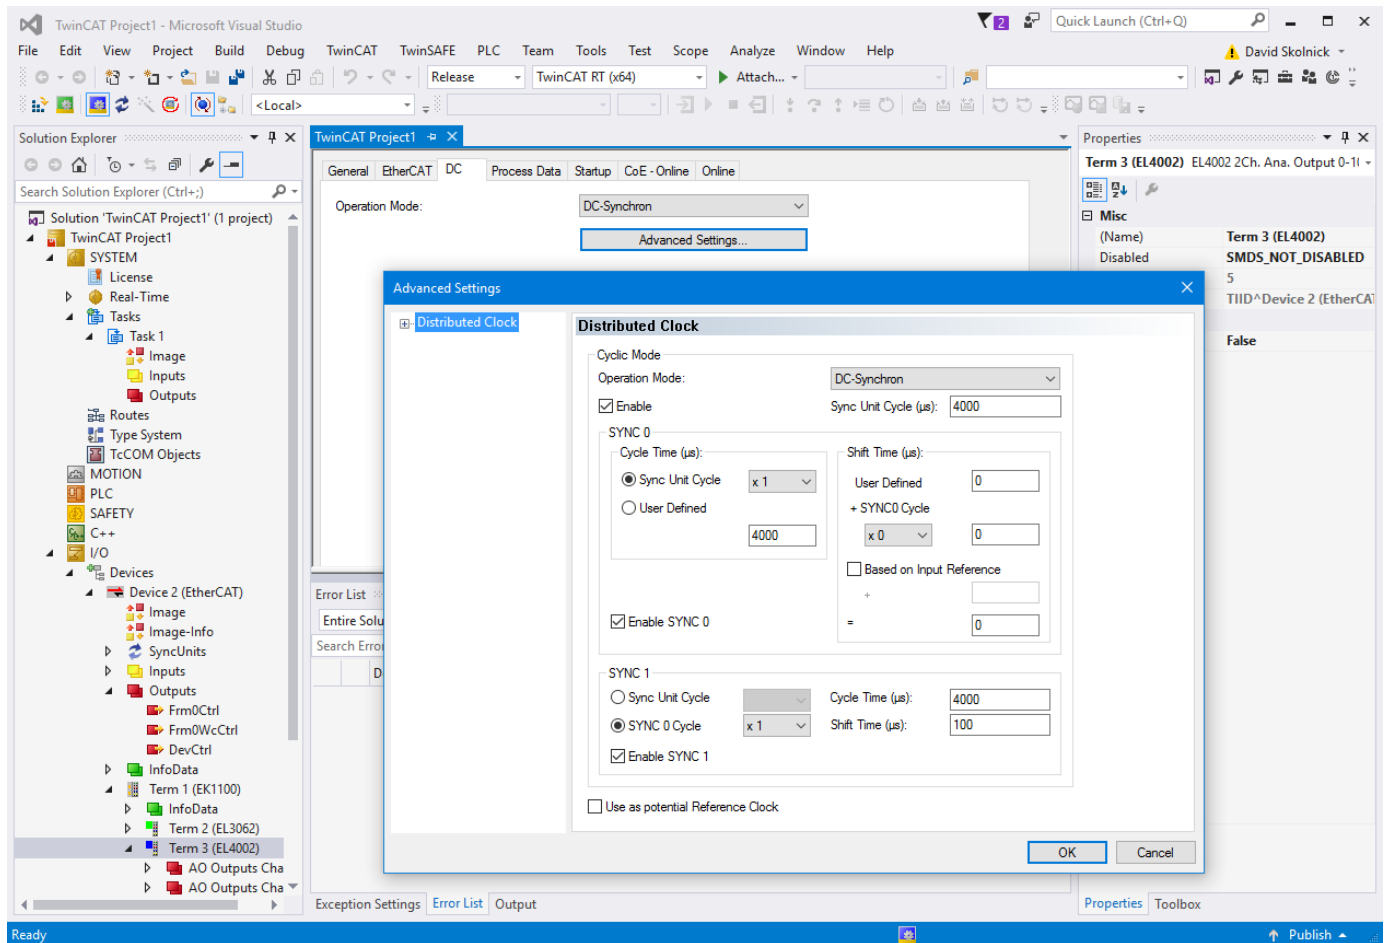 TwinCAT Project1 - Microsoft Visual Studio
2
Quick Launch (Ctrl+Q)
File Edit View Project Build Debug TwinCAT TwinSAFE PLC Team Tools Test Scope Analyze Window Help
David Skolnick
Release
TwinCAT RT (x64)
Attach...
<Local>
Solution Explorer
Search Solution Explorer (Ctrl+;)
Solution 'TwinCAT Project1' (1 project)
TwinCAT Project1
SYSTEM
License
Real-Time
Tasks
Task 1
Image
Inputs
Outputs
Routes
Type System
TcCOM Objects
MOTION
PLC
SAFETY
C++
I/O
Devices
Device 2 (EtherCAT)
Image
Image-Info
SyncUnits
Inputs
Outputs
Frm0Ctrl
Frm0WcCtrl
DevCtrl
InfoData
Term 1 (EK1100)
InfoData
Term 2 (EL3062)
Term 3 (EL4002)
AO Outputs Cha
AO Outputs Cha
TwinCAT Project1
General EtherCAT DC Process Data Startup CoE - Online Online
Operation Mode:
DC-Synchron
Advanced Settings...
Error List
Entire Solu
Search Erro
D
Exception Settings Error List Output
Advanced Settings
Distributed Clock
Distributed Clock
Cyclic Mode
Operation Mode:
DC-Synchron
Enable
Sync Unit Cycle (µs):
4000
SYNC 0
Cycle Time (µs):
Sync Unit Cycle
x 1
User Defined
4000
Enable SYNC 0
Shift Time (µs):
User Defined
0
+ SYNC0 Cycle
x 0
0
Based on Input Reference
+
=
0
SYNC 1
Sync Unit Cycle
Cycle Time (µs):
4000
SYNC 0 Cycle
x 1
Shift Time (µs):
100
Enable SYNC 1
Use as potential Reference Clock
OK
Cancel
Properties
Term 3 (EL4002) EL4002 2Ch. Ana. Output 0-1
Misc
(Name) Term 3 (EL4002)
Disabled SMDS_NOT_DISABLED
5
TIID^Device 2 (EtherCA
False
Properties Toolbox
Ready
Publish